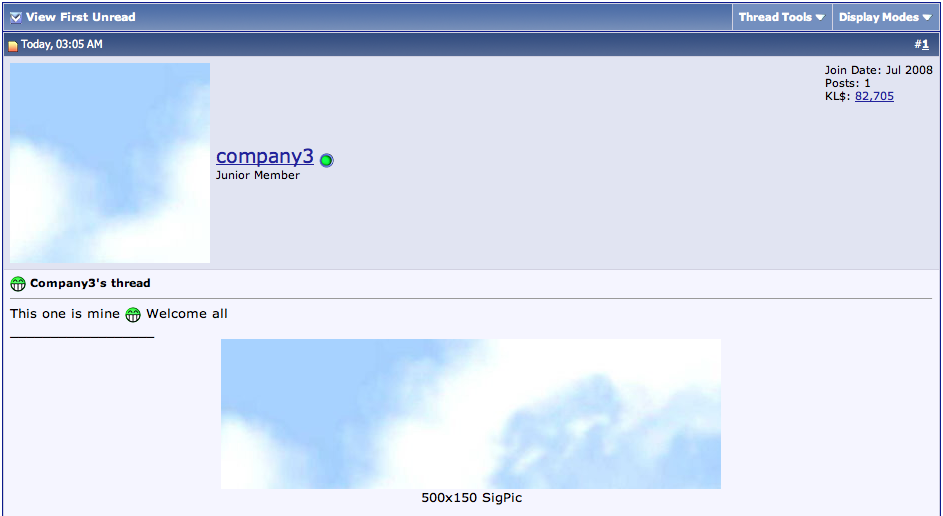 View First Unread
Thread Tools
Display Modes
Today, 03:05 AM
#1
Join Date: Jul 2008
Posts: 1
KL$: 82,705
company3
Junior Member
Company3's thread
This one is mine Welcome all
500x150 SigPic